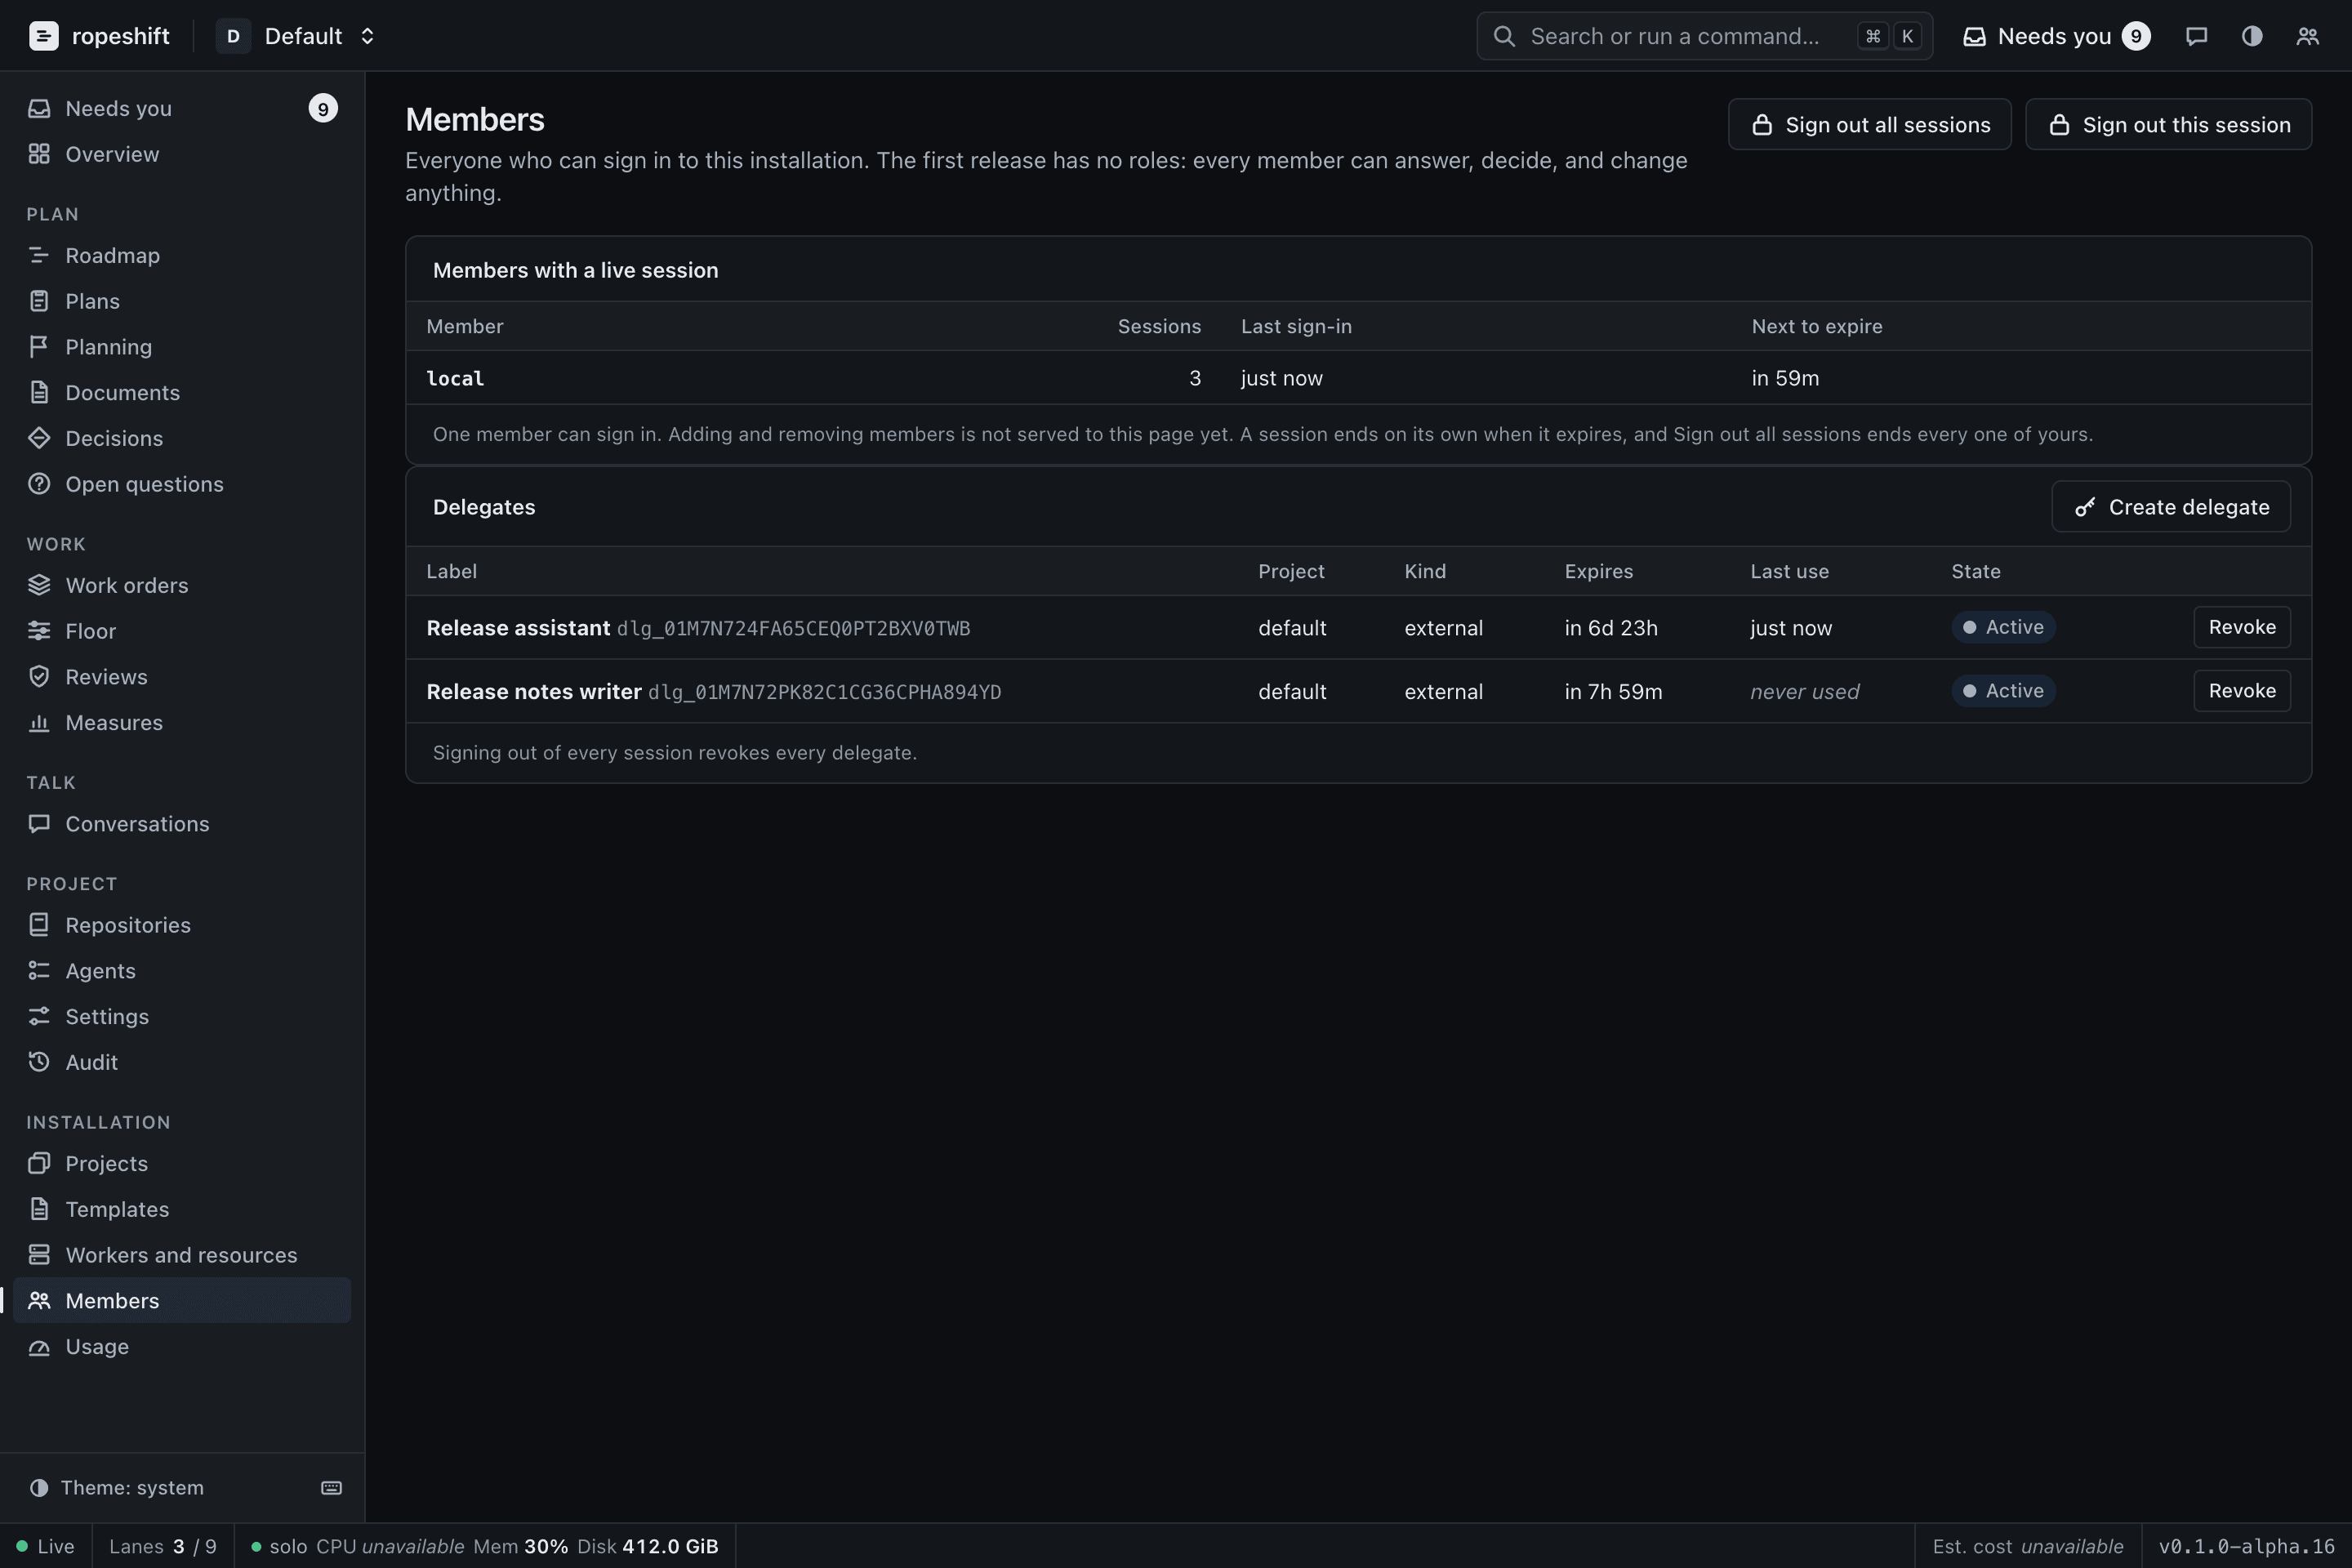 ropeshift
D Default
Search or run a command... ⌘ K
Needs you 9
Needs you 9
Overview
PLAN
Roadmap
Plans
Planning
Documents
Decisions
Open questions
WORK
Work orders
Floor
Reviews
Measures
TALK
Conversations
PROJECT
Repositories
Agents
Settings
Audit
INSTALLATION
Projects
Templates
Workers and resources
Members
Usage
Theme: system
Members
Everyone who can sign in to this installation. The first release has no roles: every member can answer, decide, and change
anything.
Sign out all sessions
Sign out this session
Members with a live session
Member Sessions Last sign-in Next to expire
local 3 just now in 59m
One member can sign in. Adding and removing members is not served to this page yet. A session ends on its own when it expires, and Sign out all sessions ends every one of yours.
Delegates
Create delegate
Label Project Kind Expires Last use State
Release assistant dlg_01M7N724FA65CEQ0PT2BXV0TWB default external in 6d 23h just now Active Revoke
Release notes writer dlg_01M7N72PK82C1CG36CPHA894YD default external in 7h 59m never used Active Revoke
Signing out of every session revokes every delegate.
Live Lanes 3 / 9 solo CPU unavailable Mem 30% Disk 412.0 GiB Est. cost unavailable v0.1.0-alpha.16